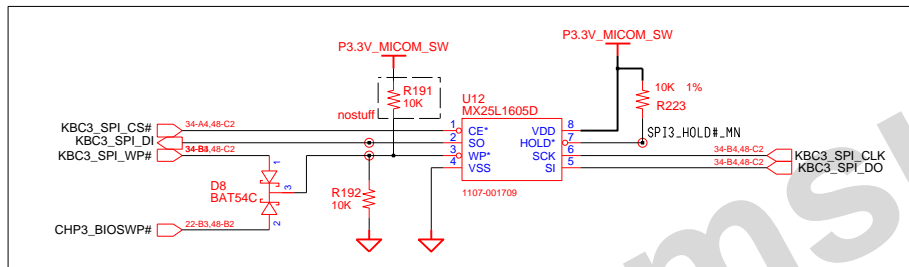 P3.3V_MICOM_SW
P3.3V_MICOM_SW
R191
10K
nostuff
10K 1%
R223
U12
MX25L1605D
SPI3_HOLD#_MN
KBC3_SPI_CS#
34-A4,48-C2
1
CE*
VDD
8
KBC3_SPI_DI
2
SO
HOLD*
7
KBC3_SPI_WP#
48-C2
3
WP*
SCK
6
34-B4,48-C2
KBC3_SPI_CLK
4
VSS
SI
5
34-B4,48-C2
KBC3_SPI_DO
1107-001709
1
D8
BAT54C
3
2
R192
10K
CHP3_BIOSWP#
22-B3,48-B2
ms